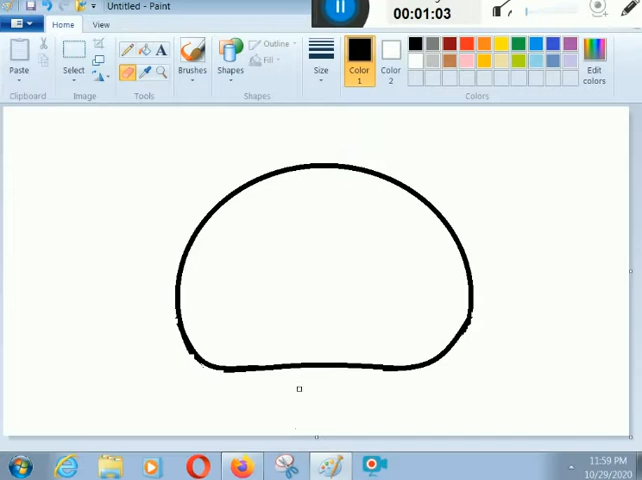 Untitled - Paint
00:01:03
Home
View
Paste
Select
Brushes
Shapes
Outline
Fill
Size
Color
1
Color
2
Edit
colors
Clipboard
Image
Tools
Shapes
Colors
11:59 PM
10/29/2020